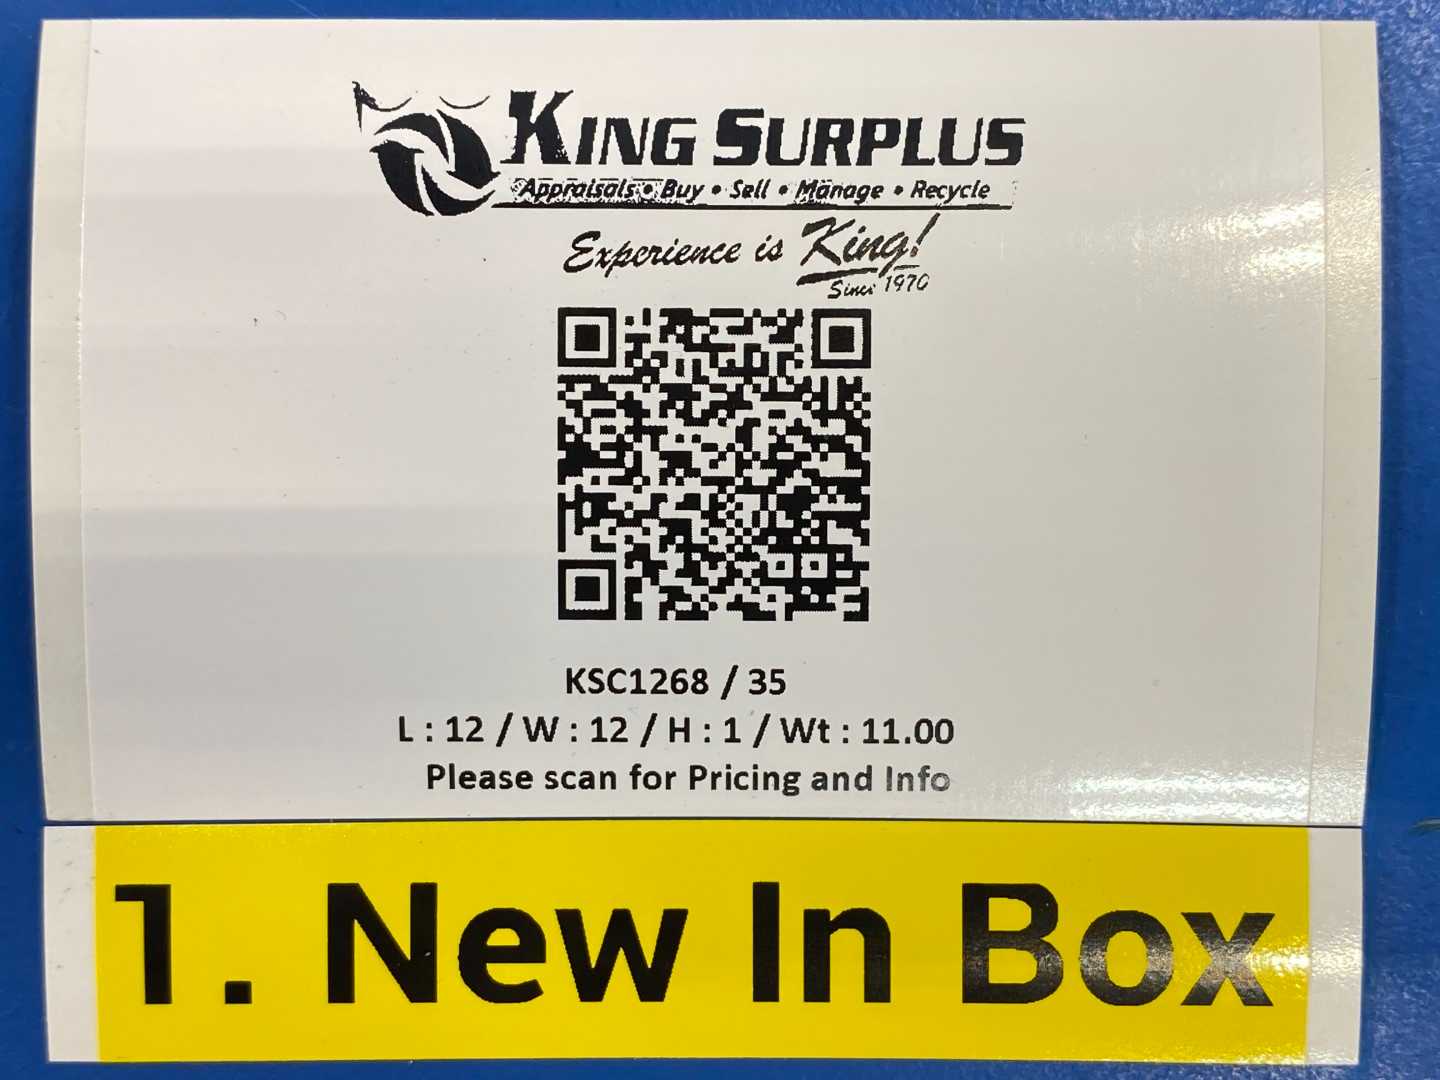 KING SURPLUS
Appraisals • Buy • Sell • Manage • Recycle
Experience is King!
Since 1970
KSC1268 / 35
L : 12 / W : 12 / H : 1 / Wt : 11.00
Please scan for Pricing and Info
1. New In Box